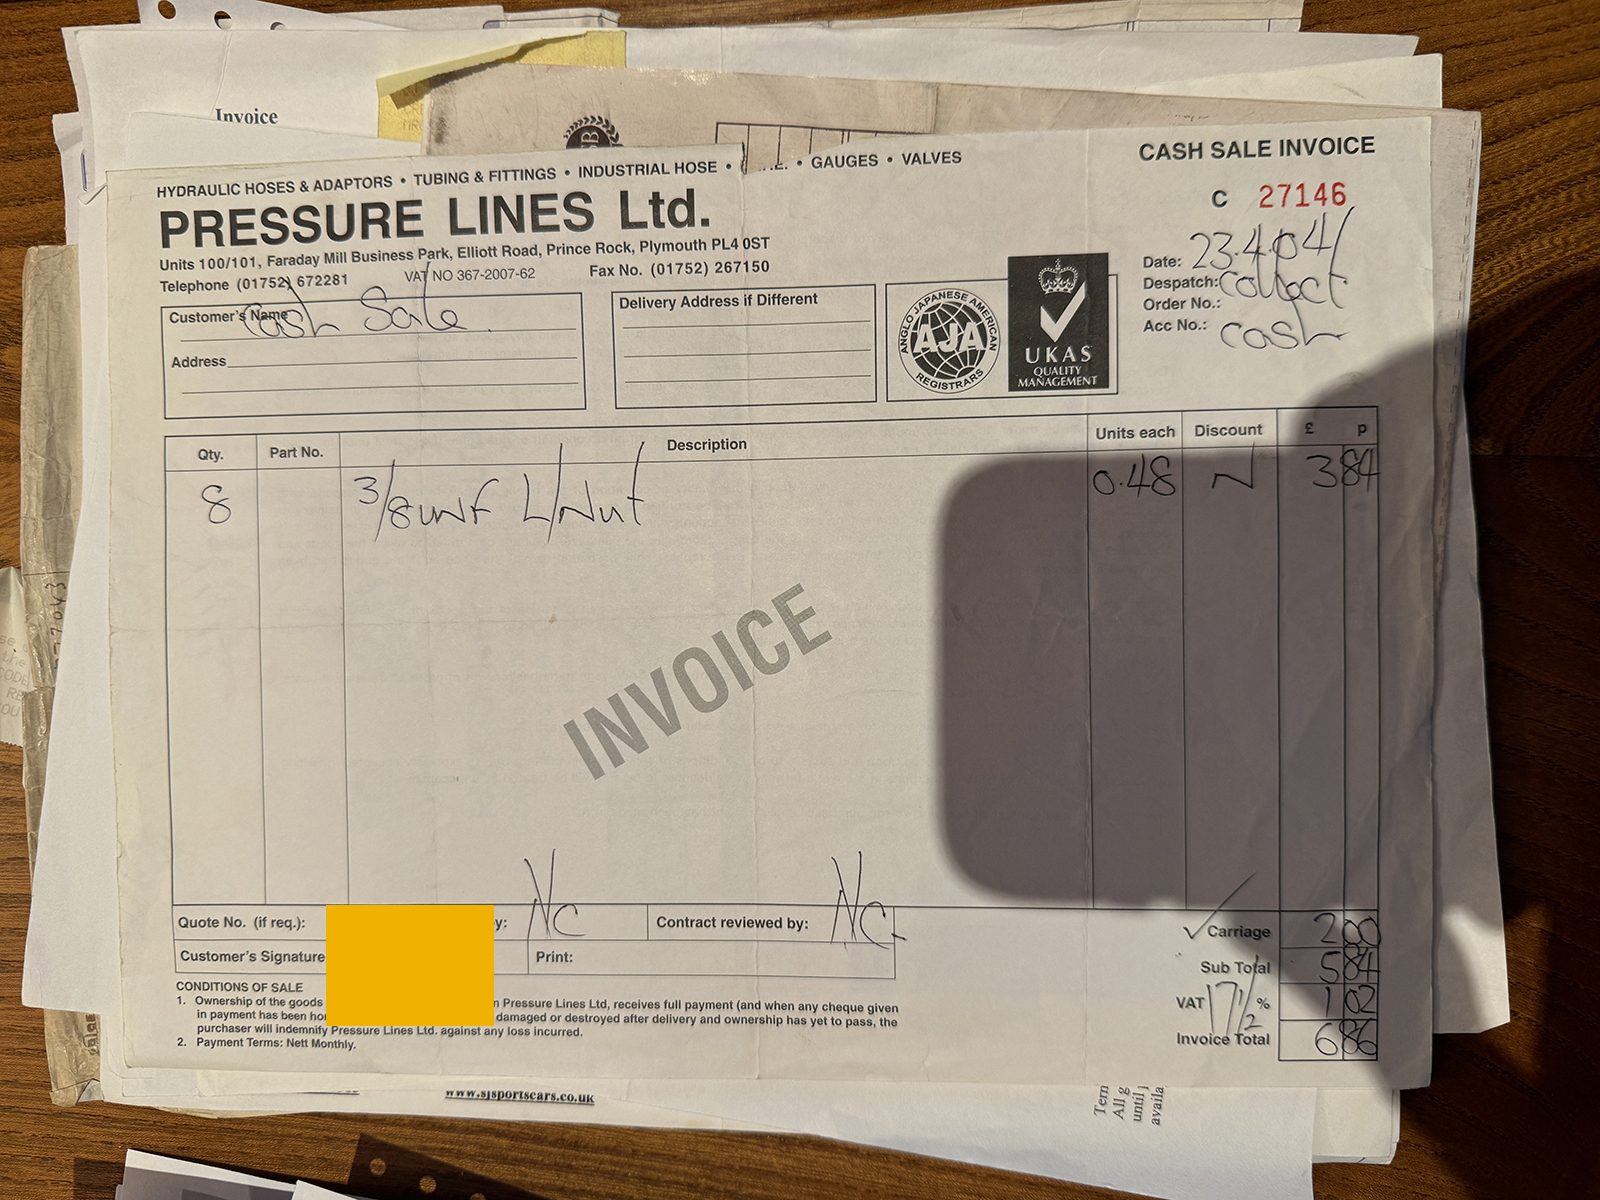 Invoice
HYDRAULIC HOSES & ADAPTORS • TUBING & FITTINGS • INDUSTRIAL HOSE • • GAUGES • VALVES
PRESSURE LINES Ltd.
Units 100/101, Faraday Mill Business Park, Elliott Road, Prince Rock, Plymouth PL4 0ST
Telephone (01752) 672281 VAT NO 367-2007-62 Fax No. (01752) 267150
CASH SALE INVOICE
C 27146
Date: 23.4.04
Despatch: Collect
Order No.:
Acc No.: Cash
Customer's Name Cash Sale
Address
Delivery Address if Different
ANGLO JAPANESE AMERICAN
AJA
REGISTRARS
UKAS
QUALITY
MANAGEMENT
Qty. Part No. Description Units each Discount £ p
8 3/8 UNF L/Nut 0.48 N 3 84
INVOICE
Quote No. (if req.): y: NC Contract reviewed by: NC
Customer's Signature Print:
Carriage 2 00
Sub Total 5 84
VAT 17 1/2 % 1 02
Invoice Total 6 86
CONDITIONS OF SALE
1. Ownership of the goods n Pressure Lines Ltd, receives full payment (and when any cheque given
in payment has been damaged or destroyed after delivery and ownership has yet to pass, the
purchaser will indemnify Pressure Lines Ltd. against any loss incurred.
2. Payment Terms: Nett Monthly.
www.sjsportscars.co.uk
Term
All g
until
availa